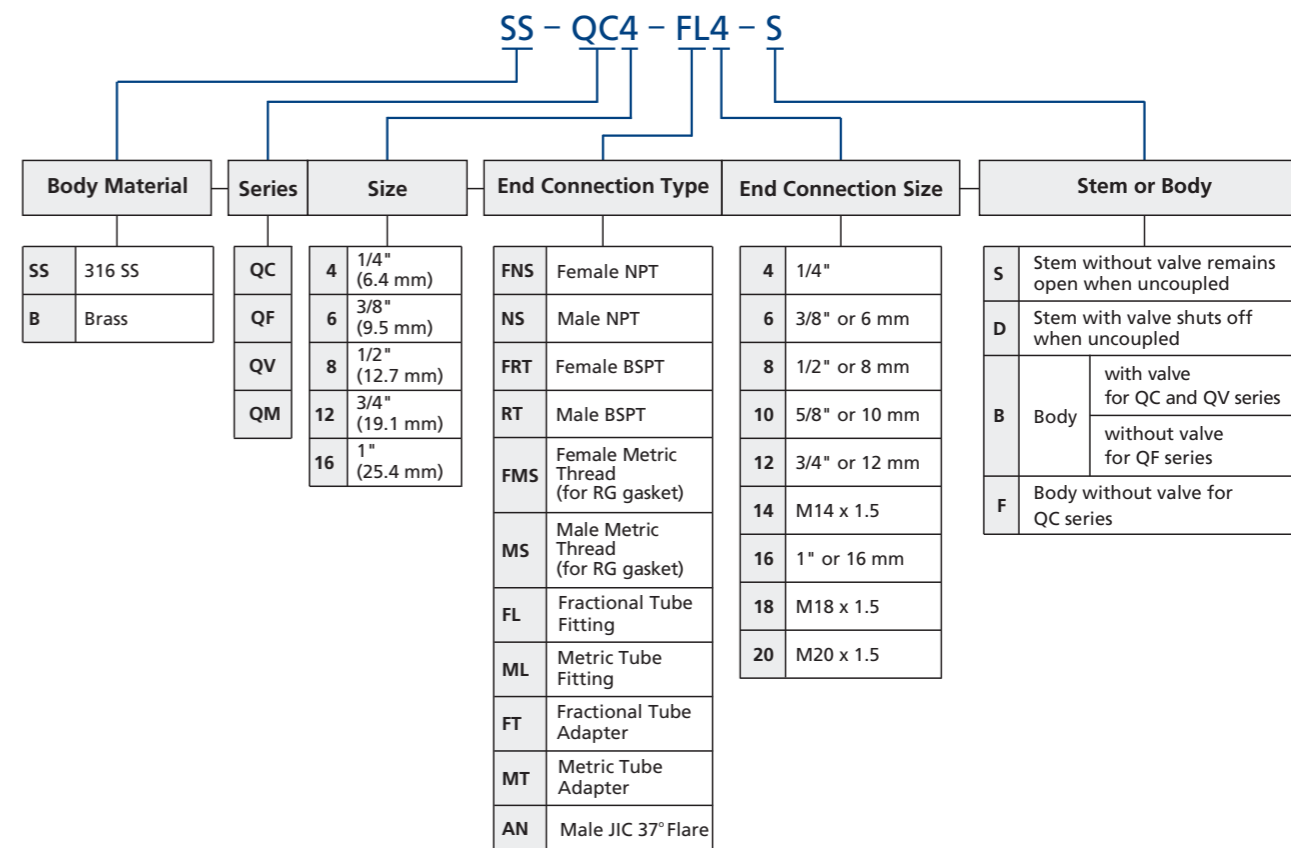 SS – QC4 – FL4 – S
Body Material
Series
Size
End Connection Type
End Connection Size
Stem or Body
SS 316 SS
B Brass
QC
QF
QV
QM
4 1/4"
(6.4 mm)
6 3/8"
(9.5 mm)
8 1/2"
(12.7 mm)
12 3/4"
(19.1 mm)
16 1"
(25.4 mm)
FNS Female NPT
NS Male NPT
FRT Female BSPT
RT Male BSPT
FMS Female Metric
Thread
(for RG gasket)
MS Male Metric
Thread
(for RG gasket)
FL Fractional Tube
Fitting
ML Metric Tube
Fitting
FT Fractional Tube
Adapter
MT Metric Tube
Adapter
AN Male JIC 37° Flare
4 1/4"
6 3/8" or 6 mm
8 1/2" or 8 mm
10 5/8" or 10 mm
12 3/4" or 12 mm
14 M14 x 1.5
16 1" or 16 mm
18 M18 x 1.5
20 M20 x 1.5
S Stem without valve remains
open when uncoupled
D Stem with valve shuts off
when uncoupled
B Body
with valve
for QC and QV series
without valve
for QF series
F Body without valve for
QC series